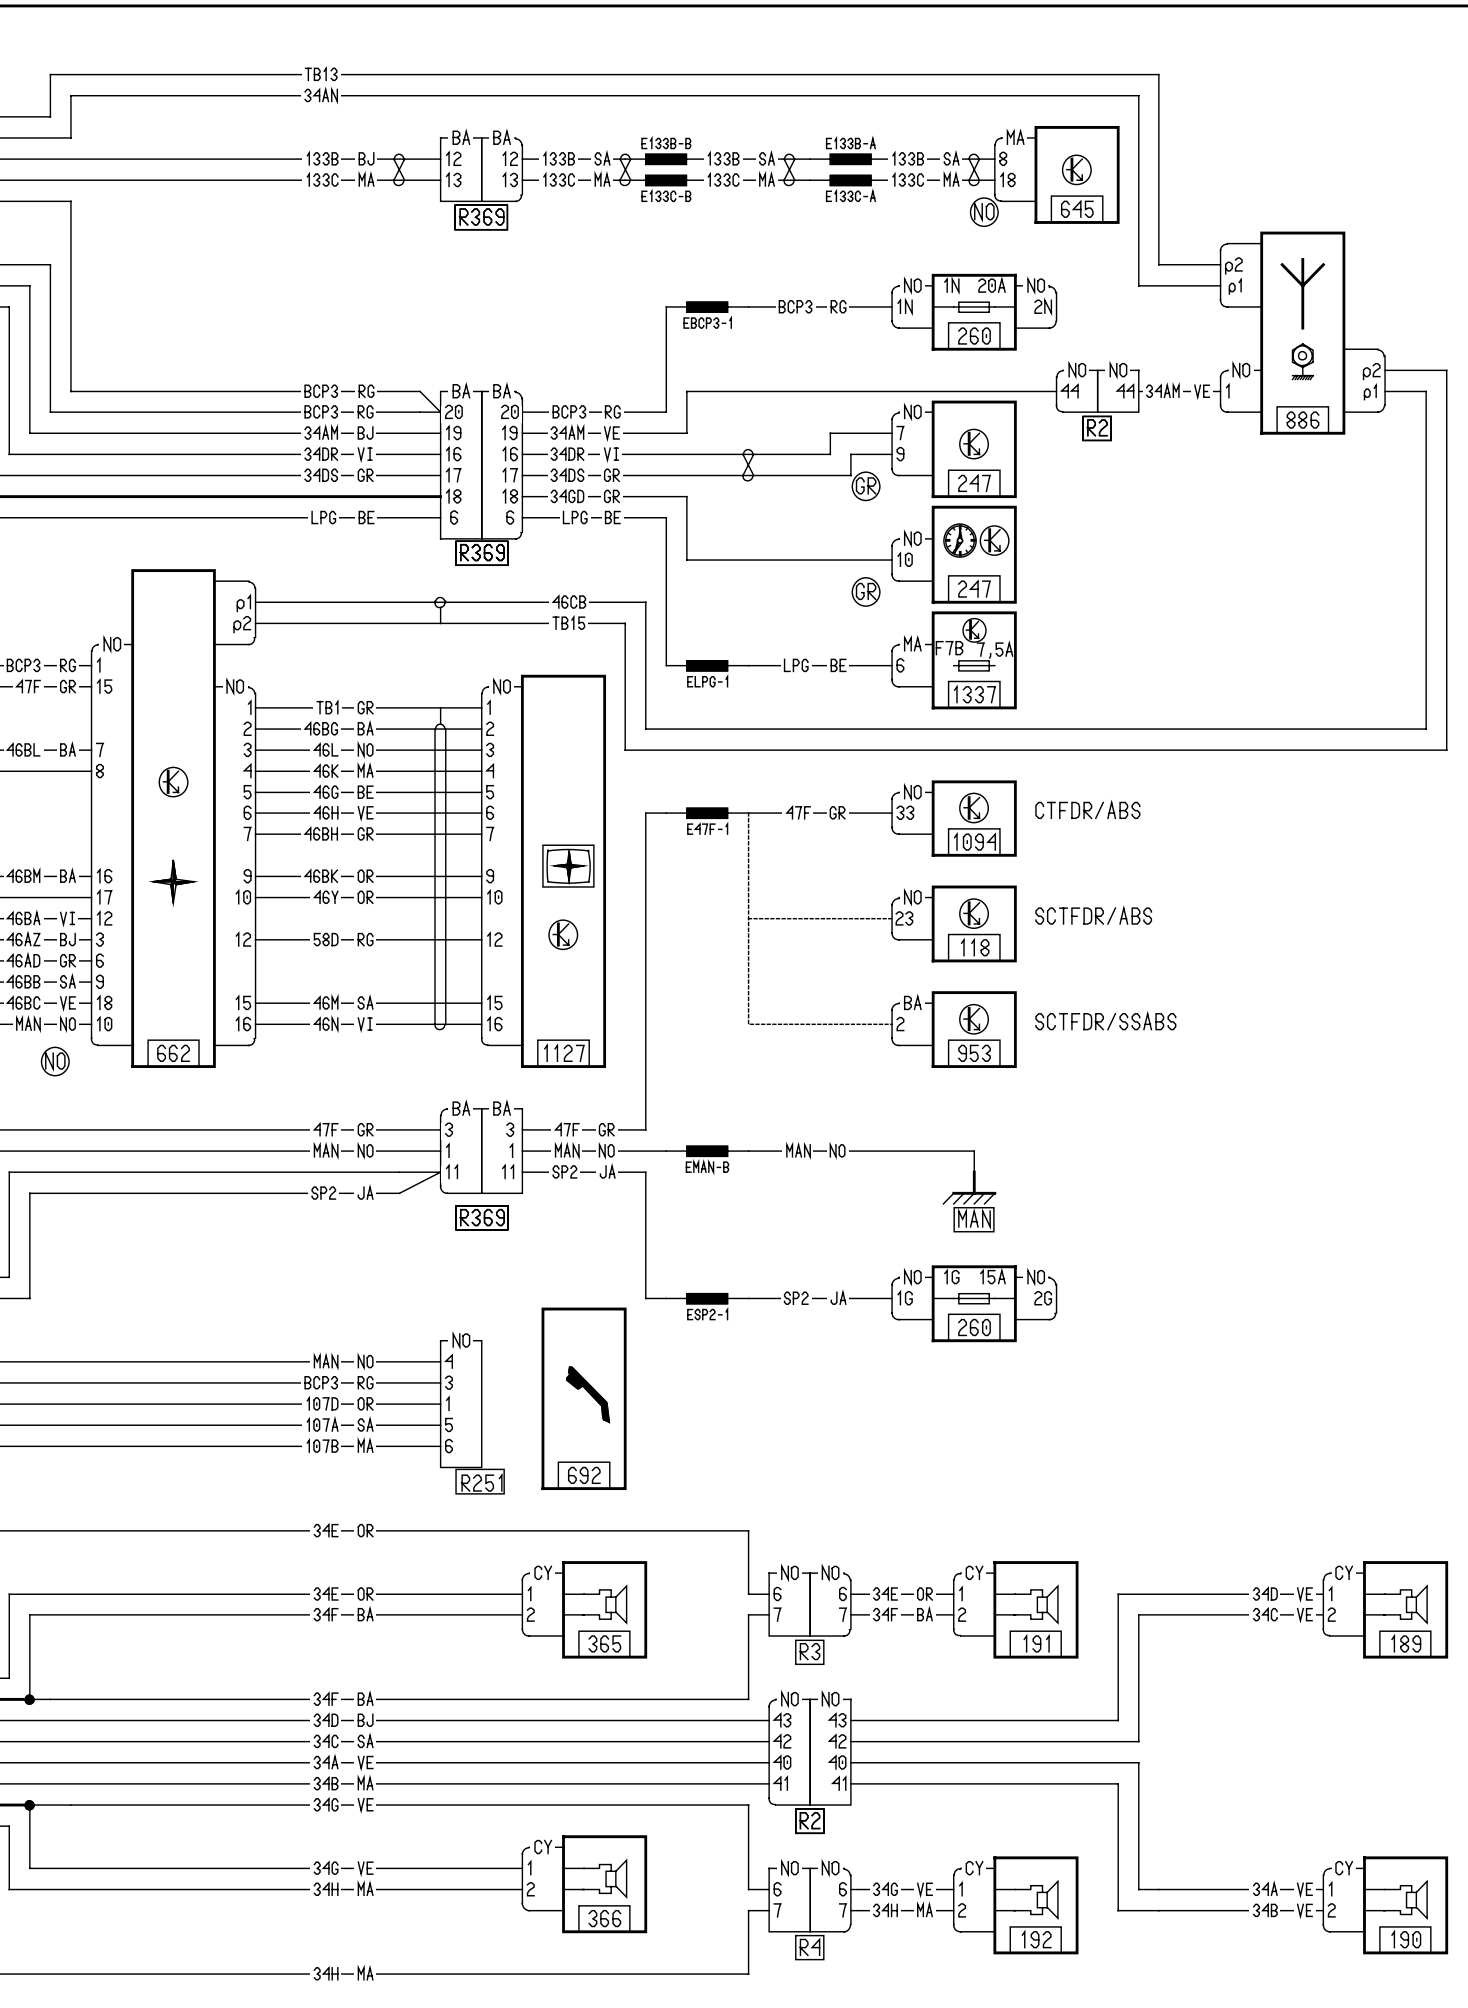 TB13
34AN
BA BA
E133B-B E133B-A
MA
133B BJ 12 12 133B SA 133B SA 133B SA 8
133C MA 13 13 133C MA 133C MA 133C MA 18
E133C-B E133C-A
R369
NO
645
p2
p1
NO 1N 20A NO
BCP3 RG 1N 2N
EBCP3-1
260
NO NO NO p2
BCP3 RG BA BA 44 44 34AM VE 1 p1
BCP3 RG 20 20 BCP3 RG NO
R2 886
34AM BJ 19 19 34AM VE 7
34DR VI 16 16 34DR VI 9
34DS GR 17 17 34DS GR
GR 247
18 18 34GD GR
LPG BE 6 6 LPG BE
R369
NO
10
GR 247
p1 46CB
p2 TB15
NO
MA F7B 7,5A
BCP3 RG 1 LPG BE 6
ELPG-1
47F GR 15 NO NO
1337
1 TB1 GR 1
2 46BG BA 2
46BL BA 7 3 46L NO 3
8 4 46K MA 4
5 46G BE 5
NO
6 46H VE 6 47F GR 33 CTFDR/ABS
E47F-1
7 46BH GR 7
1094
46BM BA 16 9 46BK OR 9
17 10 46Y OR 10 NO
46BA VI 12 23 SCTFDR/ABS
46AZ BJ 3 12 58D RG 12
118
46AD GR 6
46BB SA 9
46BC VE 18 15 46M SA 15 BA
MAN NO 10 16 46N VI 16 2 SCTFDR/SSABS
NO 662 1127 953
BA BA
47F GR 3 3 47F GR
MAN NO 1 1 MAN NO MAN NO
EMAN-B
11 11 SP2 JA
SP2 JA
R369 MAN
NO 1G 15A NO
SP2 JA 1G 2G
ESP2-1
260
NO
MAN NO 4
BCP3 RG 3
107D OR 1
107A SA 5
107B MA 6
R251 692
34E OR
CY NO NO CY CY
34E OR 1 6 6 34E OR 1 34D VE 1
34F BA 2 7 7 34F BA 2 34C VE 2
365 R3 191 189
34F BA NO NO
34D BJ 43 43
34C SA 42 42
34A VE 40 40
34B MA 41 41
34G VE
R2
CY
34G VE 1 NO NO CY CY
34H MA 2 6 6 34G VE 1 34A VE 1
7 7 34H MA 2 34B VE 2
366 R4 192 190
34H MA